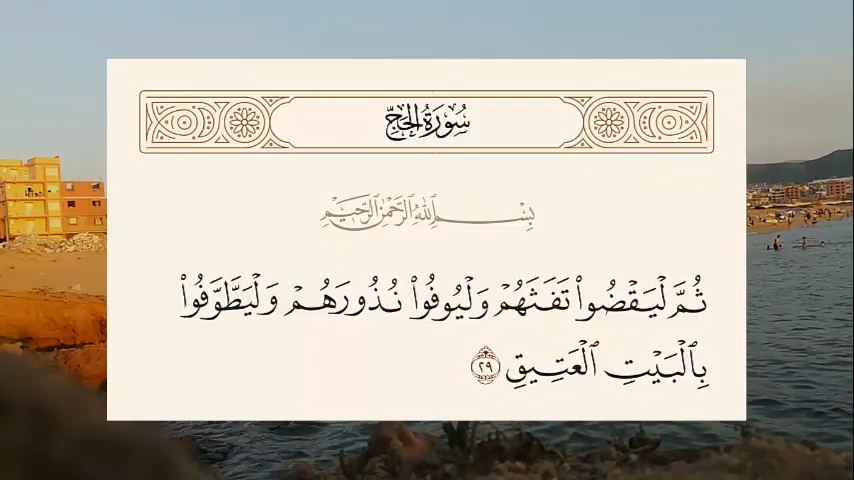 سُورَةُ الحَجِّ
بِسْمِ ٱللَّهِ ٱلرَّحْمَٰنِ ٱلرَّحِيمِ
ثُمَّ لْيَقْضُوا۟ تَفَثَهُمْ وَلْيُوفُوا۟ نُذُورَهُمْ وَلْيَطَّوَّفُوا۟
بِٱلْبَيْتِ ٱلْعَتِيقِ ٢٩